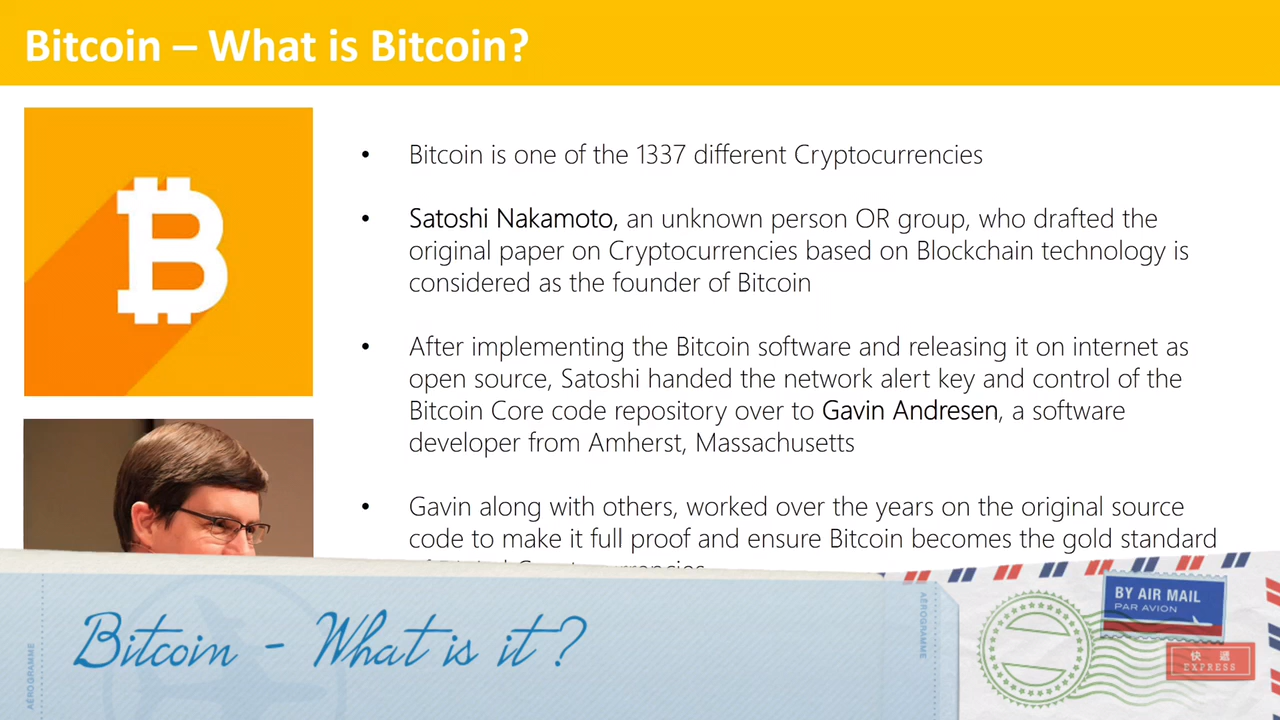 Bitcoin – What is Bitcoin?
• Bitcoin is one of the 1337 different Cryptocurrencies
• Satoshi Nakamoto, an unknown person OR group, who drafted the
original paper on Cryptocurrencies based on Blockchain technology is
considered as the founder of Bitcoin
• After implementing the Bitcoin software and releasing it on internet as
open source, Satoshi handed the network alert key and control of the
Bitcoin Core code repository over to Gavin Andresen, a software
developer from Amherst, Massachusetts
• Gavin along with others, worked over the years on the original source
code to make it full proof and ensure Bitcoin becomes the gold standard
Bitcoin - What is it?
AÉROGRAMME
AÉROGRAMME
BY AIR MAIL
PAR AVION
快遞
EXPRESS